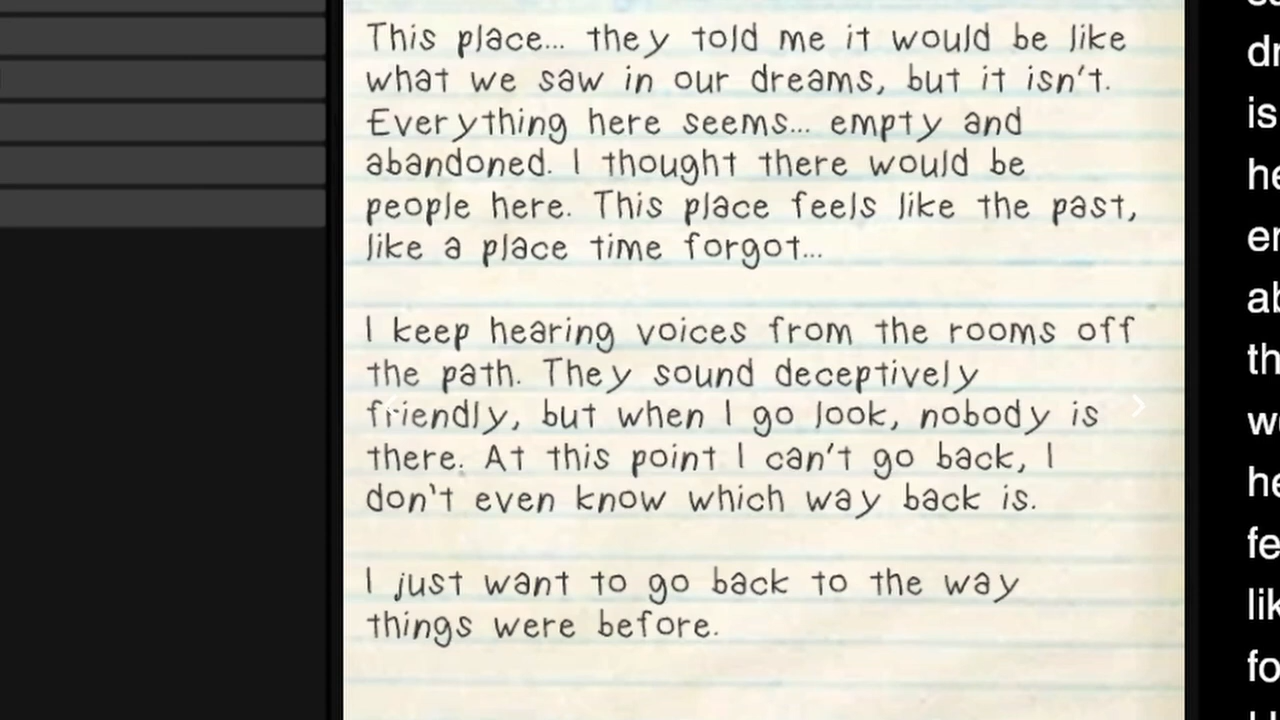 This place... they told me it would be like
what we saw in our dreams, but it isn't.
Everything here seems... empty and
abandoned. I thought there would be
people here. This place feels like the past,
like a place time forgot...
I keep hearing voices from the rooms off
the path. They sound deceptively
friendly, but when I go look, nobody is
there. At this point I can't go back, I
don't even know which way back is.
I just want to go back to the way
things were before.